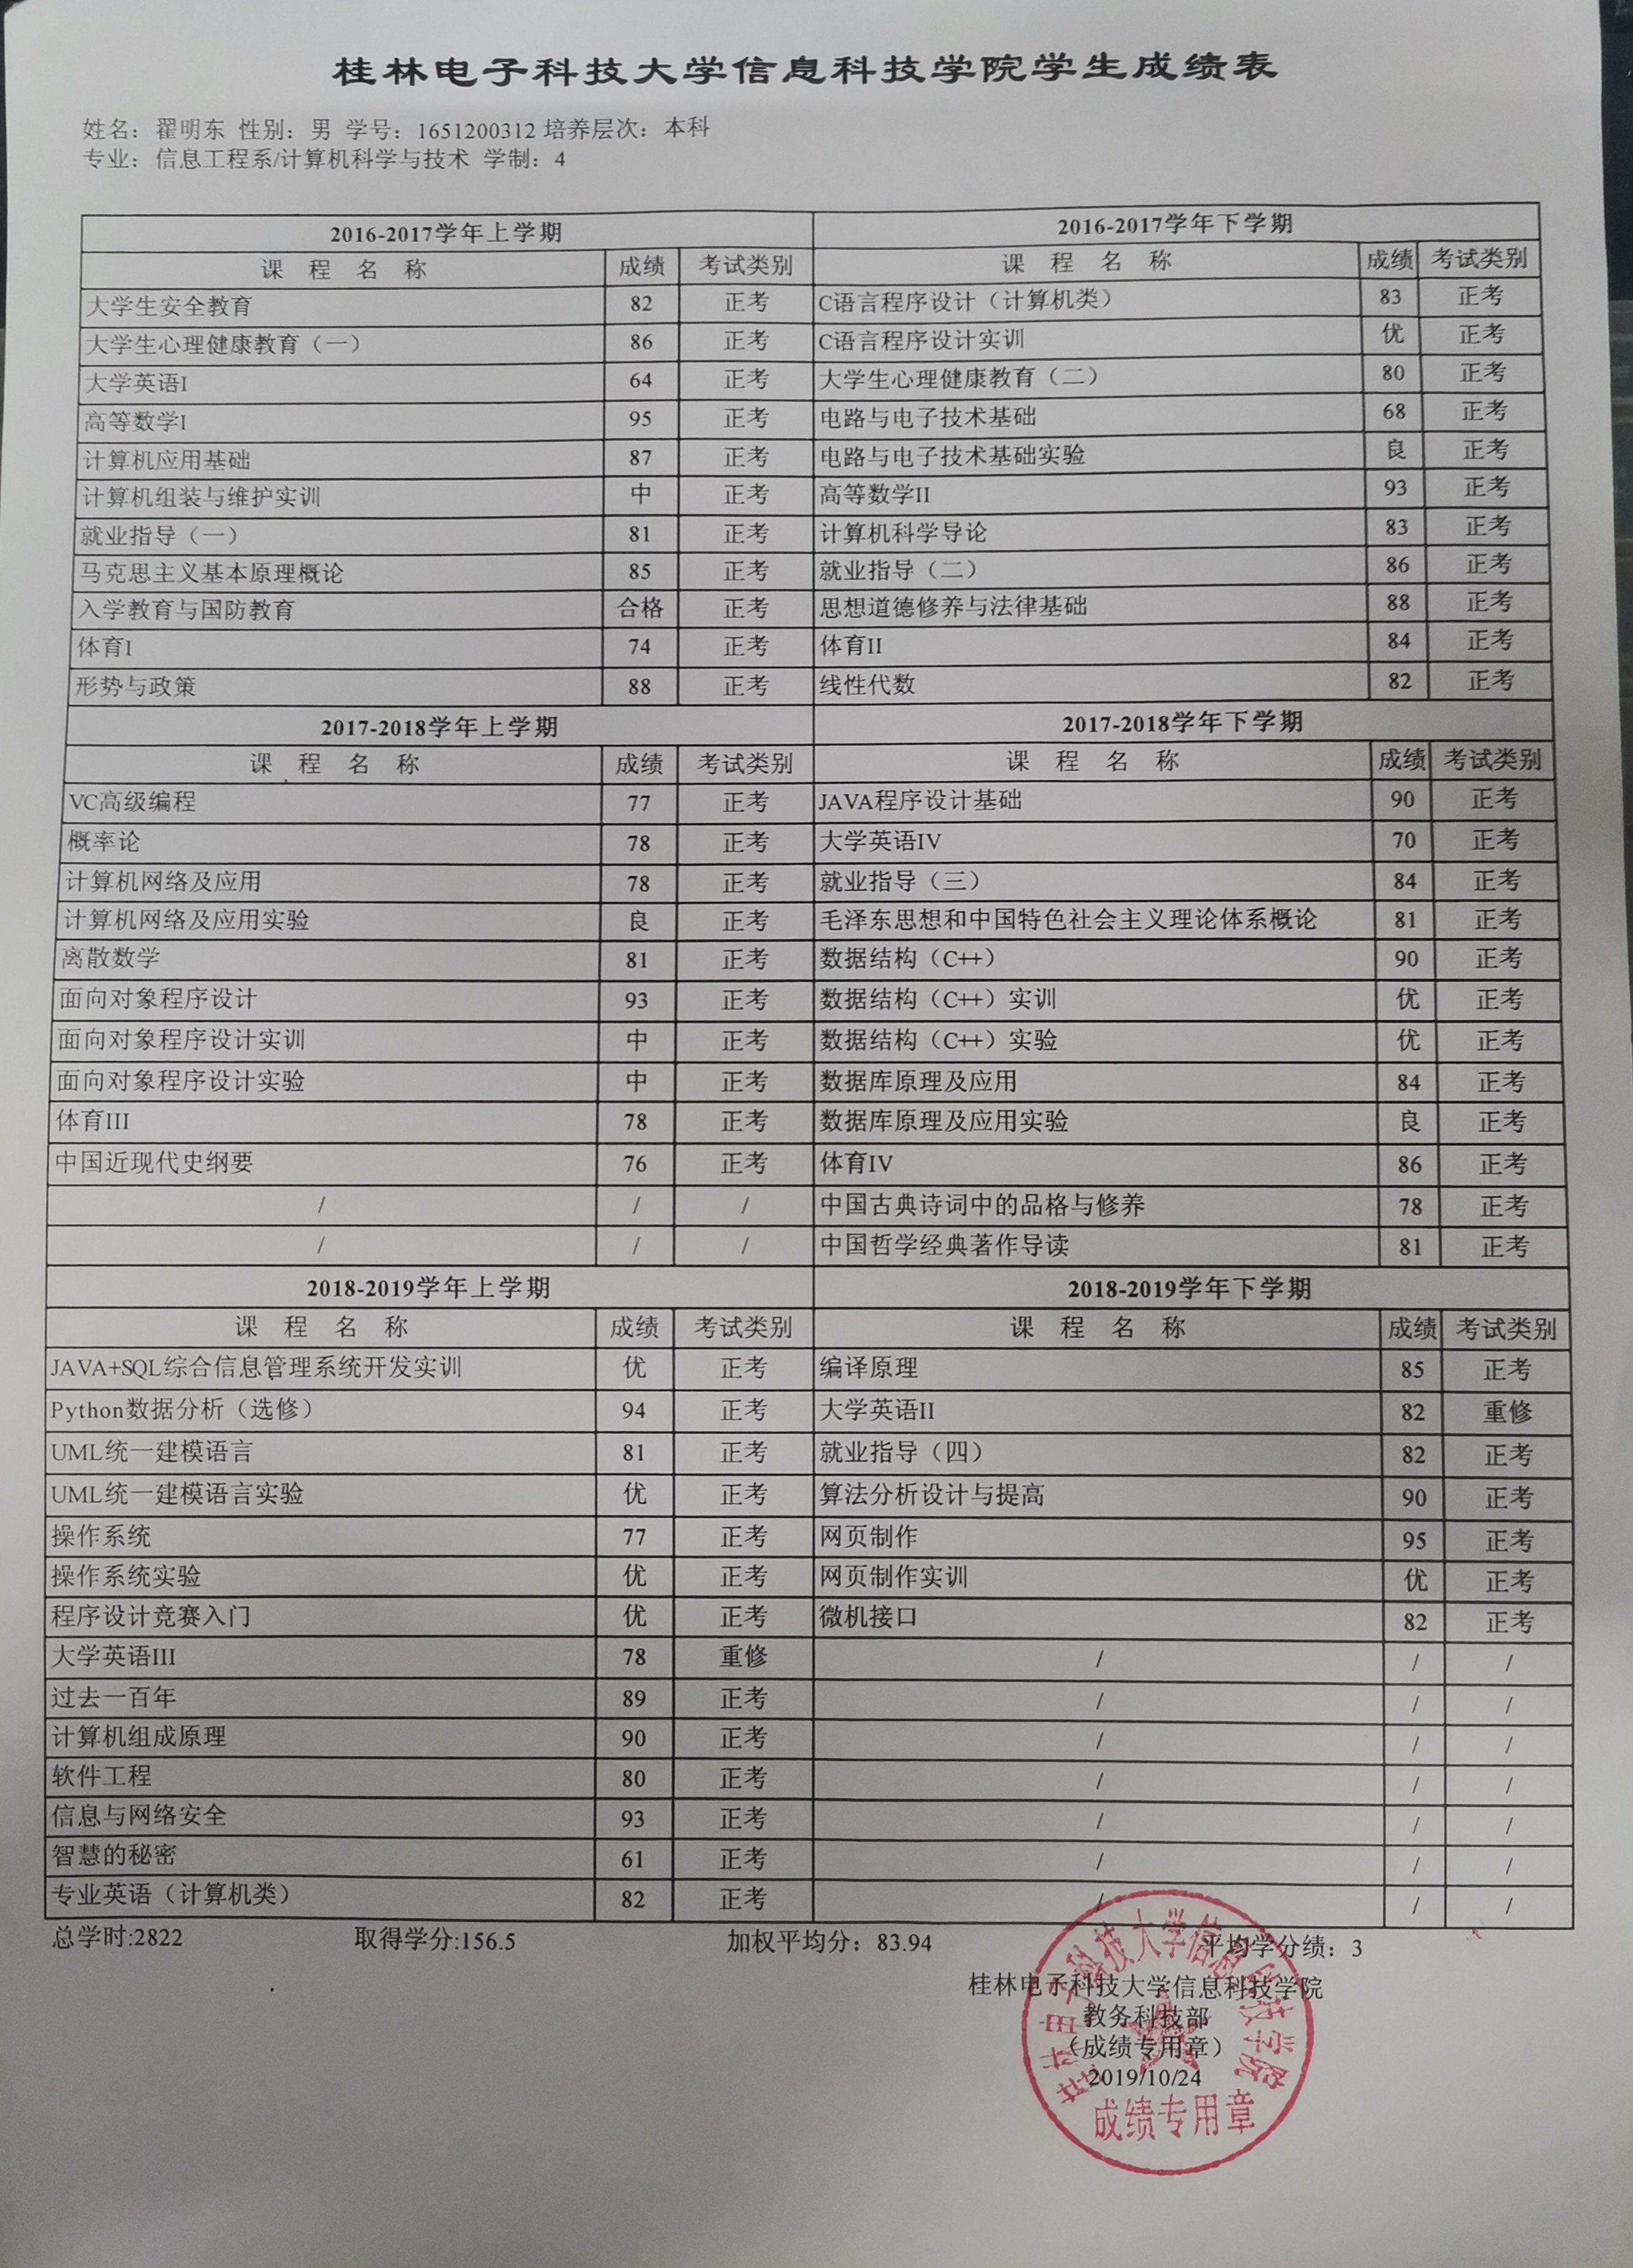 桂林电子科技大学信息科技学院学生成绩表
姓名：翟明东 性别：男 学号：1651200312 培养层次：本科
专业：信息工程系/计算机科学与技术 学制：4
2016-2017学年上学期 2016-2017学年下学期
课 程 名 称 成绩 考试类别 课 程 名 称 成绩 考试类别
大学生安全教育 82 正考 C语言程序设计（计算机类） 83 正考
大学生心理健康教育（一） 86 正考 C语言程序设计实训 优 正考
大学英语I 64 正考 大学生心理健康教育（二） 80 正考
高等数学I 95 正考 电路与电子技术基础 68 正考
计算机应用基础 87 正考 电路与电子技术基础实验 良 正考
计算机组装与维护实训 中 正考 高等数学II 93 正考
就业指导（一） 81 正考 计算机科学导论 83 正考
马克思主义基本原理概论 85 正考 就业指导（二） 86 正考
入学教育与国防教育 合格 正考 思想道德修养与法律基础 88 正考
体育I 74 正考 体育II 84 正考
形势与政策 88 正考 线性代数 82 正考
2017-2018学年上学期 2017-2018学年下学期
课 程 名 称 成绩 考试类别 课 程 名 称 成绩 考试类别
VC高级编程 77 正考 JAVA程序设计基础 90 正考
概率论 78 正考 大学英语IV 70 正考
计算机网络及应用 78 正考 就业指导（三） 84 正考
计算机网络及应用实验 良 正考 毛泽东思想和中国特色社会主义理论体系概论 81 正考
离散数学 81 正考 数据结构（C++） 90 正考
面向对象程序设计 93 正考 数据结构（C++）实训 优 正考
面向对象程序设计实训 中 正考 数据结构（C++）实验 优 正考
面向对象程序设计实验 中 正考 数据库原理及应用 84 正考
体育III 78 正考 数据库原理及应用实验 良 正考
中国近现代史纲要 76 正考 体育IV 86 正考
/ / / 中国古典诗词中的品格与修养 78 正考
/ / / 中国哲学经典著作导读 81 正考
2018-2019学年上学期 2018-2019学年下学期
课 程 名 称 成绩 考试类别 课 程 名 称 成绩 考试类别
JAVA+SQL综合信息管理系统开发实训 优 正考 编译原理 85 正考
Python数据分析（选修） 94 正考 大学英语II 82 重修
UML统一建模语言 81 正考 就业指导（四） 82 正考
UML统一建模语言实验 优 正考 算法分析设计与提高 90 正考
操作系统 77 正考 网页制作 95 正考
操作系统实验 优 正考 网页制作实训 优 正考
程序设计竞赛入门 优 正考 微机接口 82 正考
大学英语III 78 重修 / / /
过去一百年 89 正考 / / /
计算机组成原理 90 正考 / / /
软件工程 80 正考 / / /
信息与网络安全 93 正考 / / /
智慧的秘密 61 正考 / / /
专业英语（计算机类） 82 正考 / / /
总学时:2822 取得学分:156.5 加权平均分：83.94 平均学分绩：3
桂林电子科技大学信息科技学院
教务科技部
（成绩专用章）
2019/10/24
桂林电子科技大学信息科技学院
成绩专用章